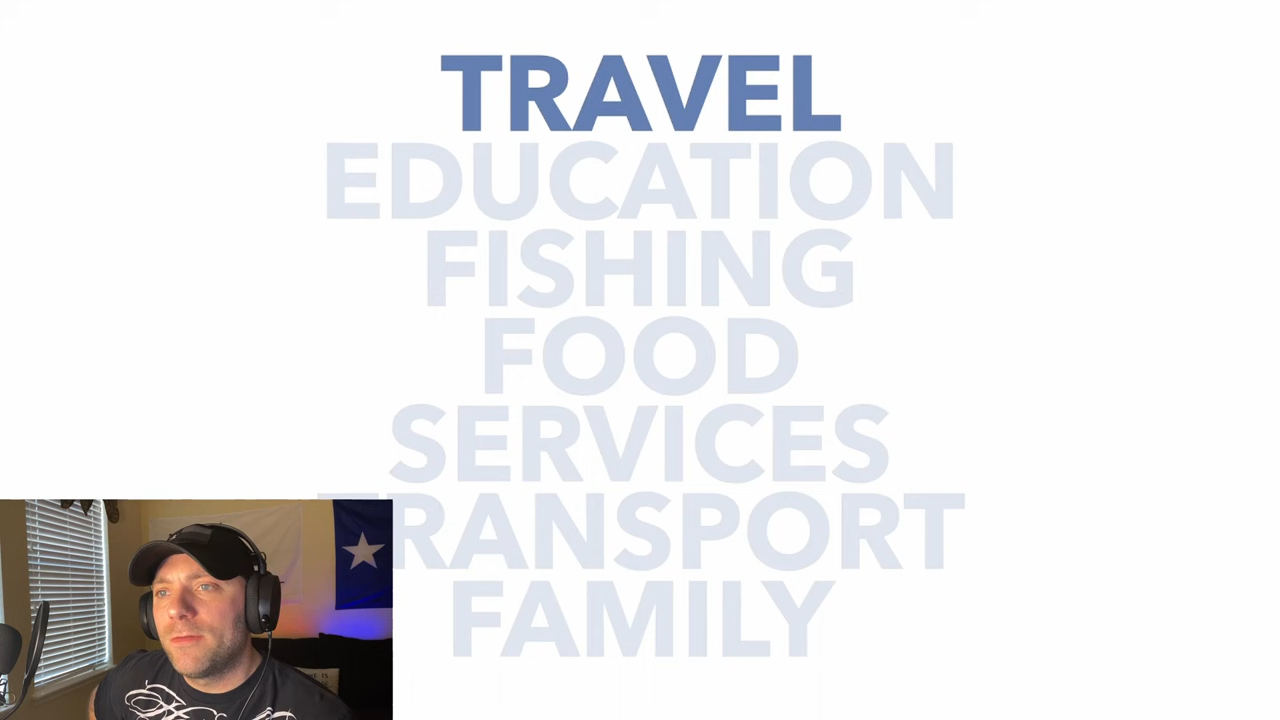 TRAVEL
EDUCATION
FISHING
FOOD
SERVICES
TRANSPORT
FAMILY